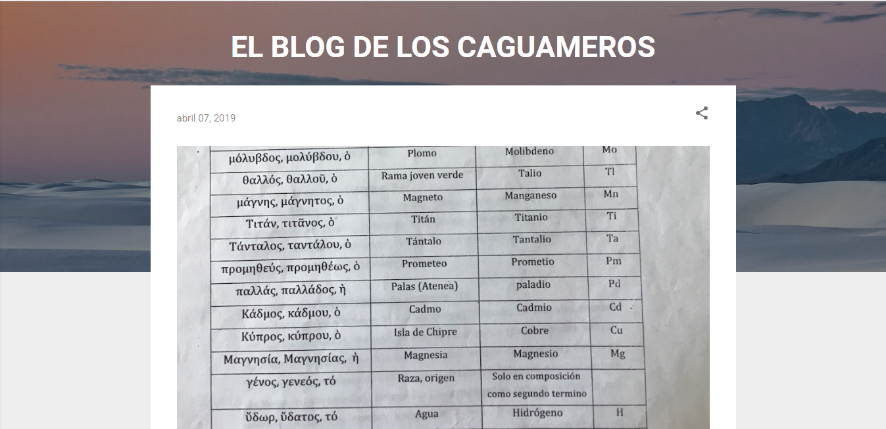 EL BLOG DE LOS CAGUAMEROS
abril 07, 2019
μόλυβδος, μολύβδου, ὁ Plomo Molibdeno Mo
θαλλός, θαλλοῦ, ὁ Rama joven verde Talio Tl
μάγνης, μάγνητος, ὁ Magneto Manganeso Mn
Τιτάν, τιτᾶνος, ὁ Titán Titanio Ti
Τάνταλος, ταντάλου, ὁ Tántalo Tantalio Ta
προμηθεύς, προμηθέως, ὁ Prometeo Prometio Pm
παλλάς, παλλάδος, ἡ Palas (Atenea) paladio Pd
Κάδμος, κάδμου, ὁ Cadmo Cadmio Cd
Κύπρος, κύπρου, ὁ Isla de Chipre Cobre Cu
Μαγνησία, Μαγνησίας, ἡ Magnesia Magnesio Mg
γένος, γενεός, τό Raza, origen Solo en composición
como segundo termino
ὕδωρ, ὕδατος, τό Agua Hidrógeno H